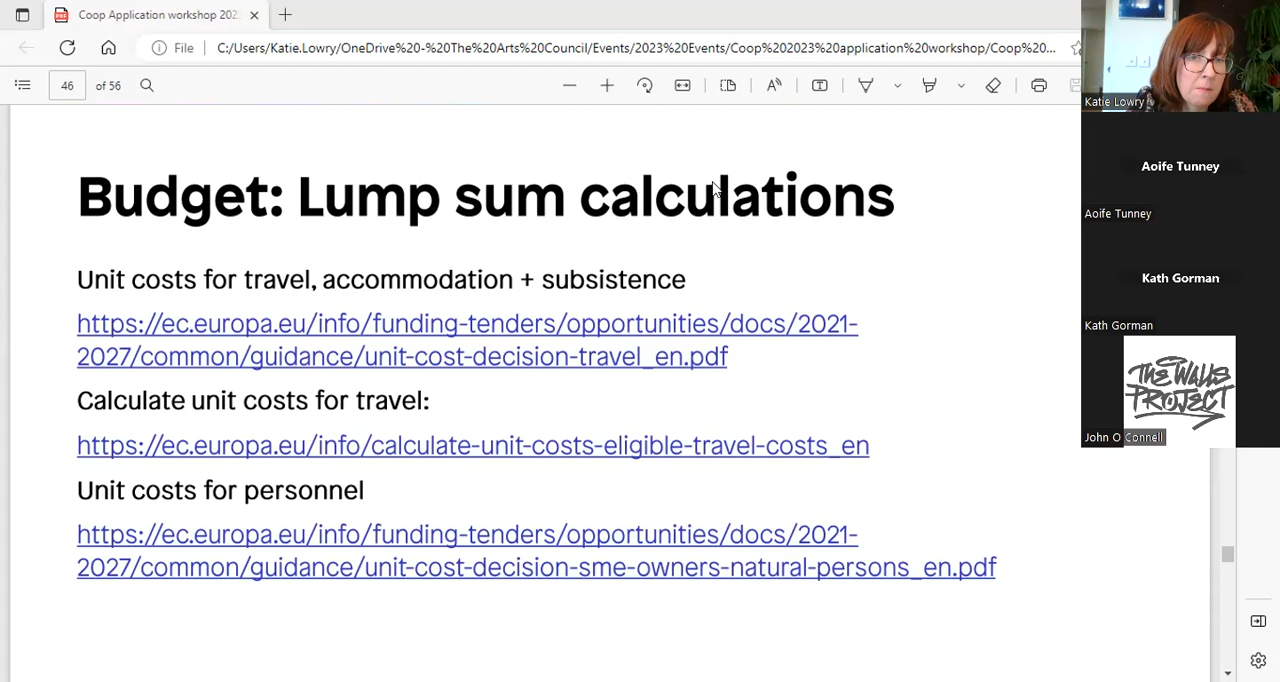 Coop Application workshop 202
File
C:/Users/Katie.Lowry/OneDrive%20-%20The%20Arts%20Council/Events/2023%20Events/Coop%202023%20application%20workshop/Coop%20...
46 of 56
Budget: Lump sum calculations
Unit costs for travel, accommodation + subsistence
https://ec.europa.eu/info/funding-tenders/opportunities/docs/2021-
2027/common/guidance/unit-cost-decision-travel_en.pdf
Calculate unit costs for travel:
https://ec.europa.eu/info/calculate-unit-costs-eligible-travel-costs_en
Unit costs for personnel
https://ec.europa.eu/info/funding-tenders/opportunities/docs/2021-
2027/common/guidance/unit-cost-decision-sme-owners-natural-persons_en.pdf
Katie Lowry
Aoife Tunney
Aoife Tunney
Kath Gorman
Kath Gorman
THE WALLS
PROJECT
John O Connell